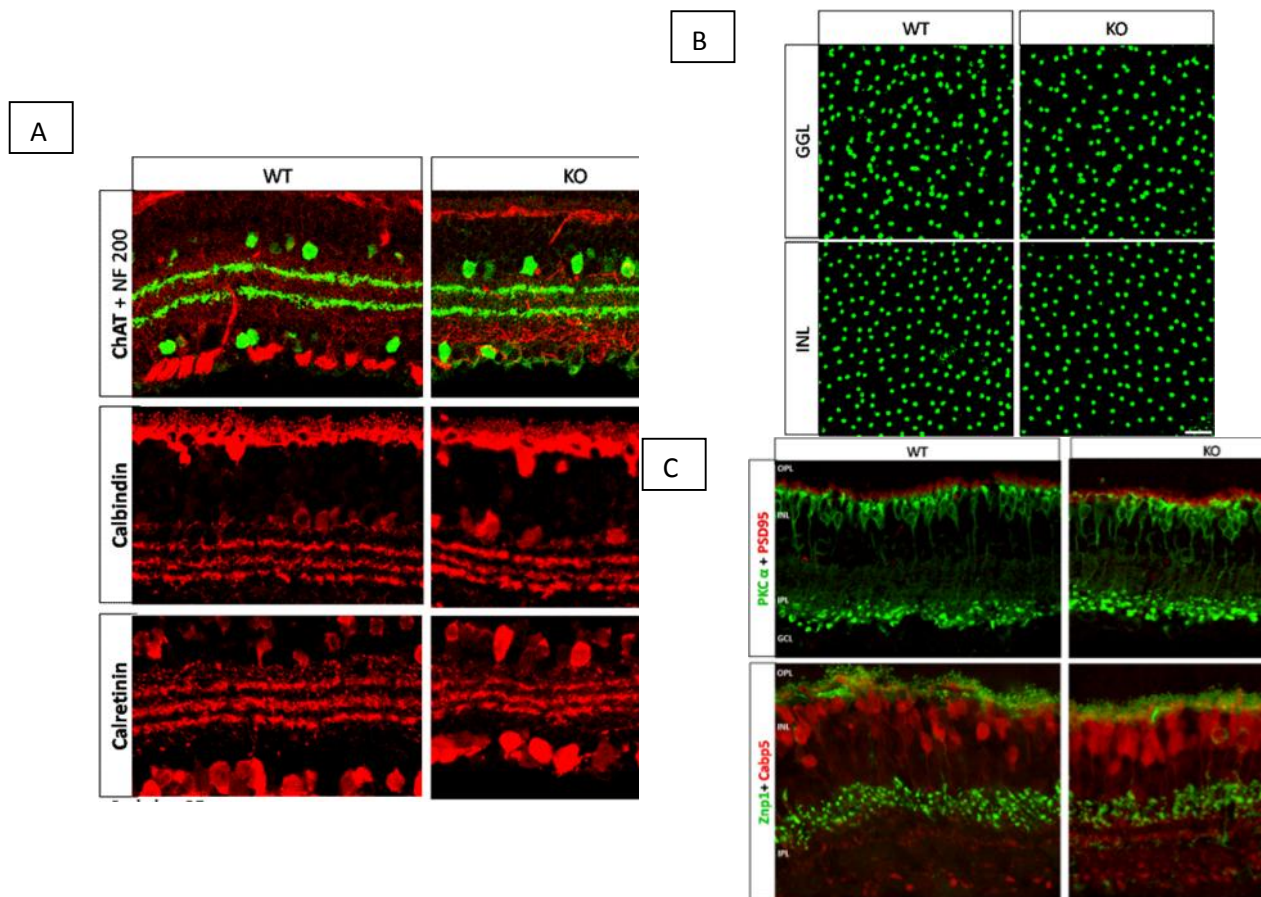 A
WT KO
ChAT + NF 200
Calbindin
Calretinin
B
WT KO
GGL
INL
C
WT KO
PKC α + PSD95
OPL
INL
IPL
GCL
Znp1+ Cabp5
OPL
INL
IPL